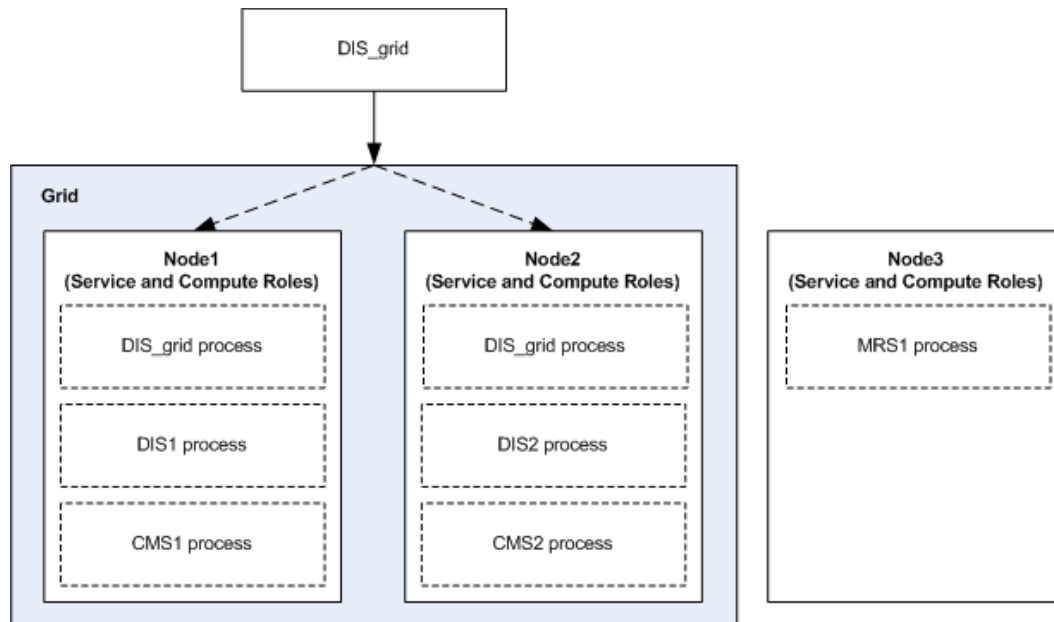 DIS_grid
Grid
Node1
(Service and Compute Roles)
DIS_grid process
DIS1 process
CMS1 process
Node2
(Service and Compute Roles)
DIS_grid process
DIS2 process
CMS2 process
Node3
(Service and Compute Roles)
MRS1 process